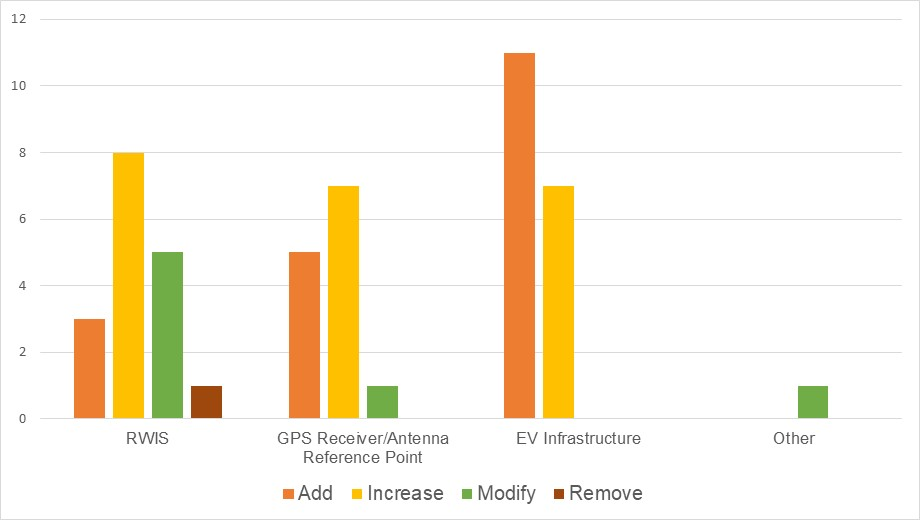 12
10
8
6
4
2
0
RWIS
GPS Receiver/Antenna
Reference Point
EV Infrastructure
Other
Add Increase Modify Remove